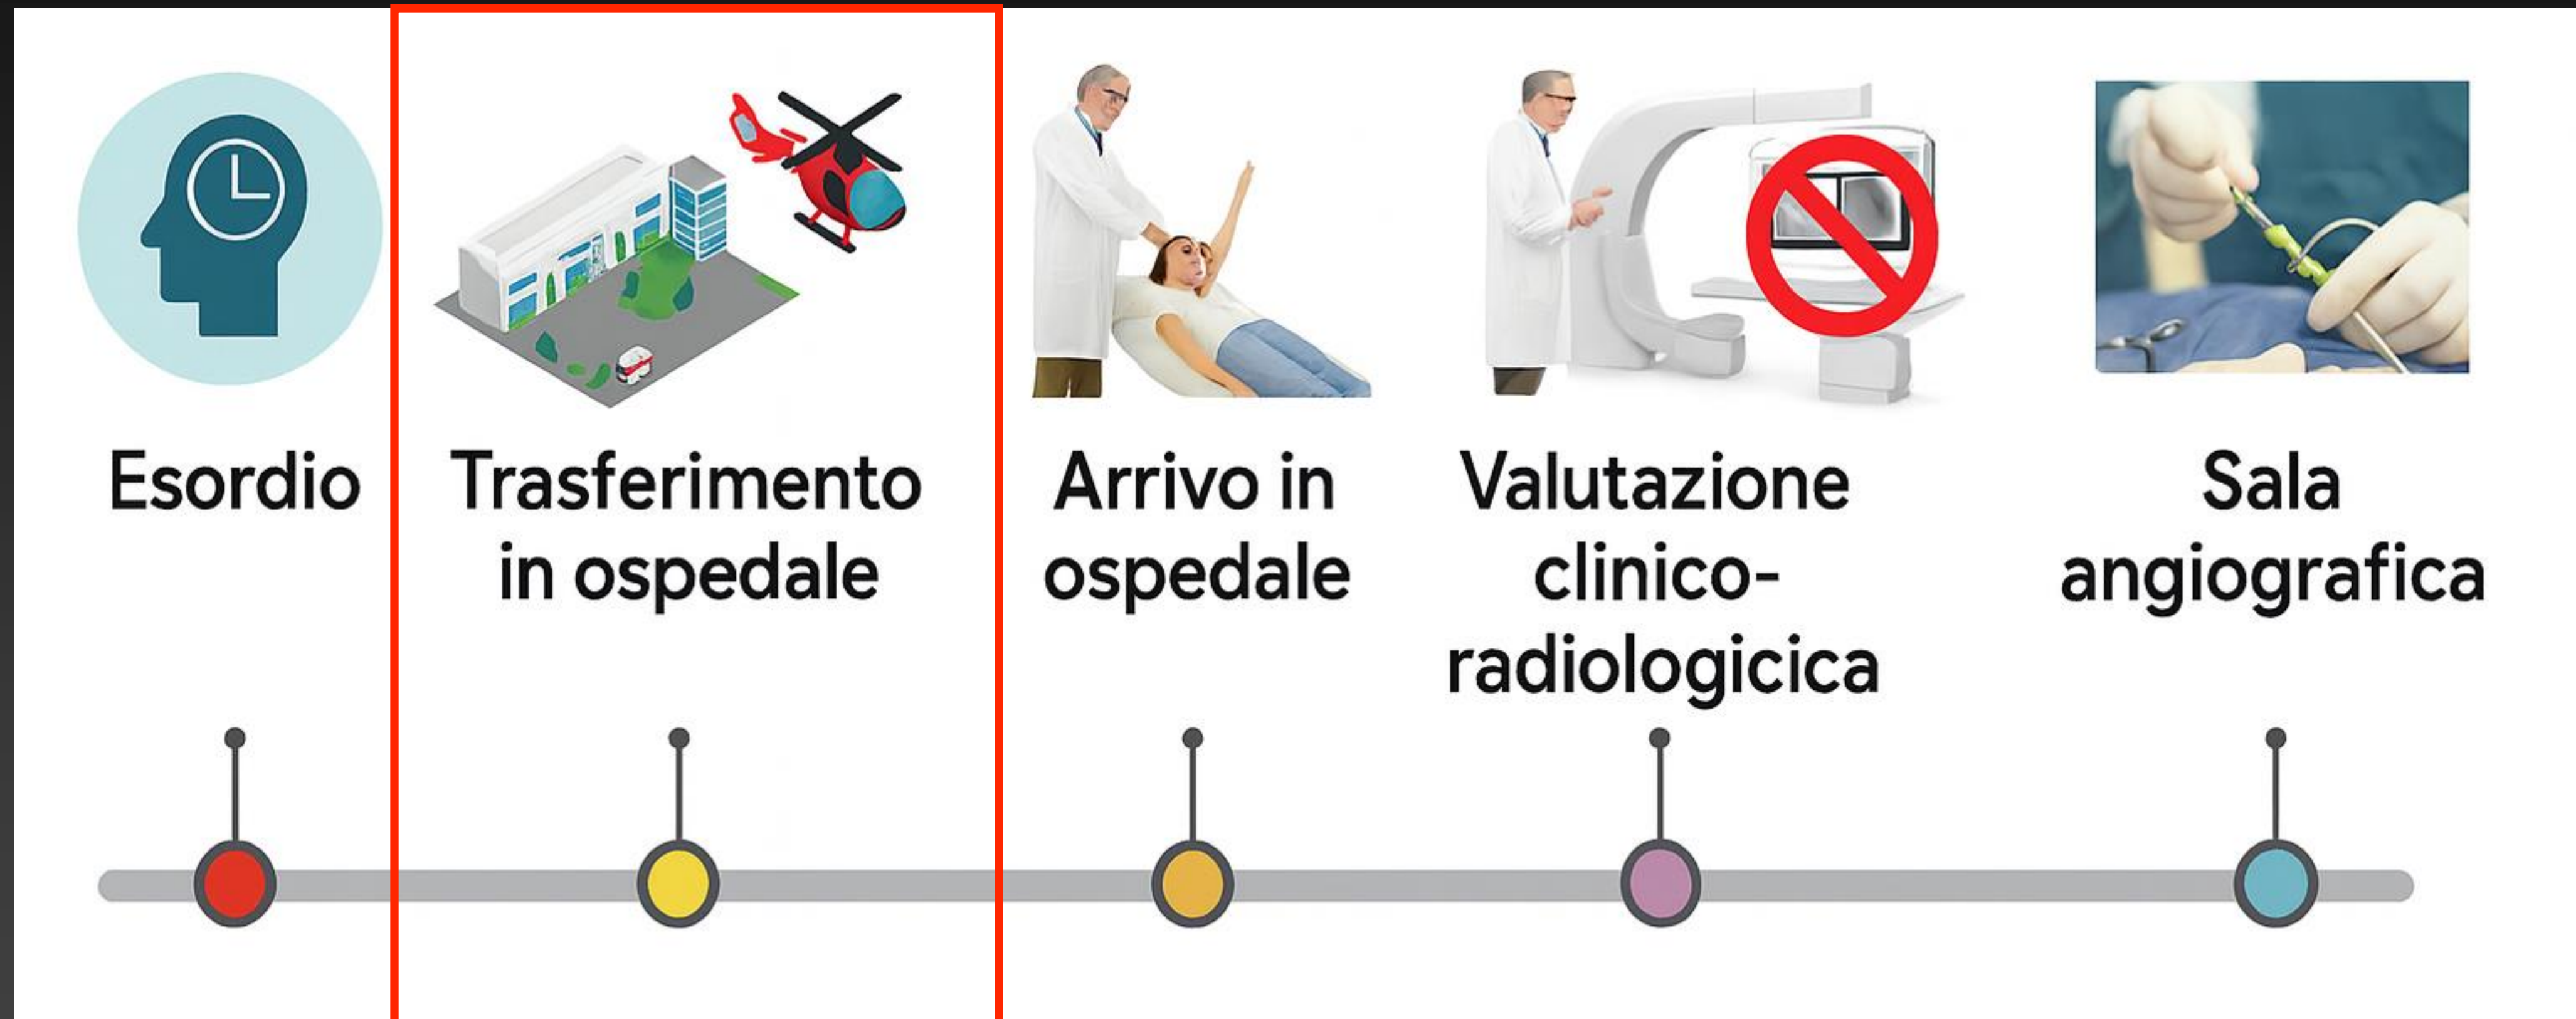 Esordio
Trasferimento
in ospedale
Arrivo in
ospedale
Valutazione
clinico-
radiologicica
Sala
angiografica